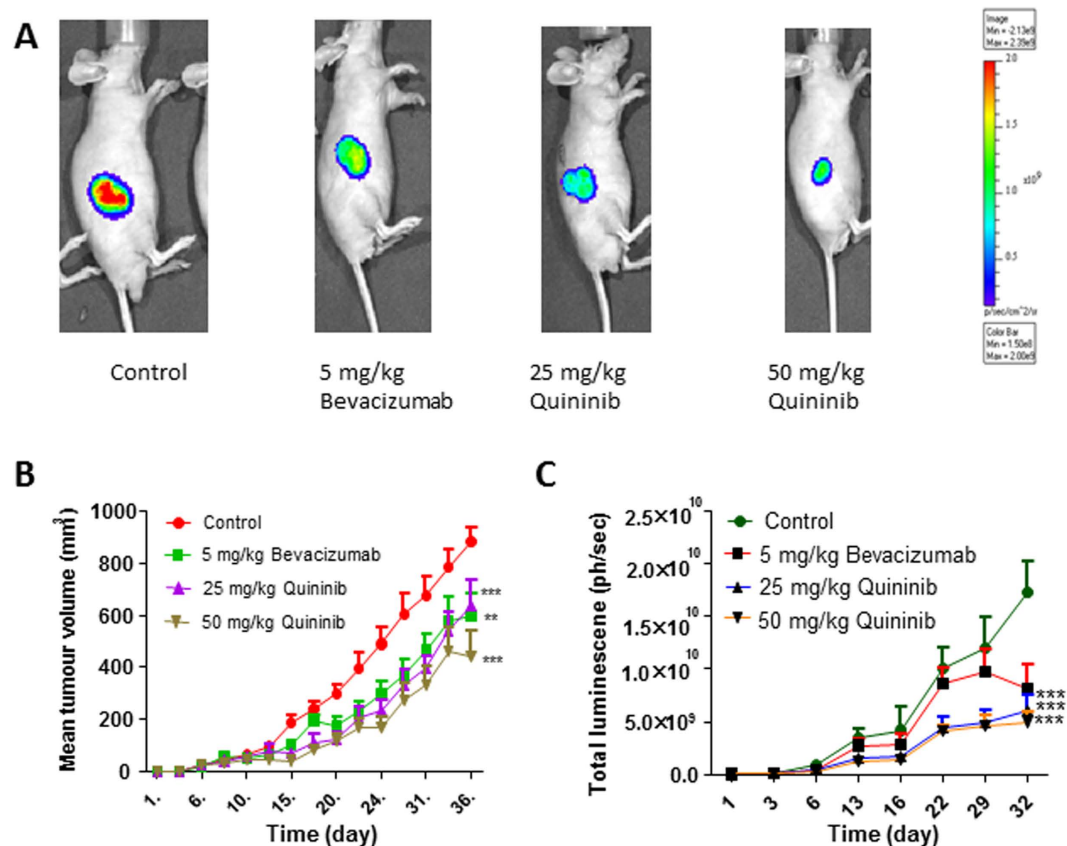 A
Control
5 mg/kg
Bevacizumab
25 mg/kg
Quininib
50 mg/kg
Quininib
Image
Min = -2.13e8
Max = 2.39e9
2.0
1.5
1.0
x10⁹
0.5
p/sec/cm^2/sr
Color Bar
Min = 1.50e8
Max = 2.00e9
B
Mean tumour volume (mm³)
1000
800
600
400
200
0
Control
5 mg/kg Bevacizumab
25 mg/kg Quininib
50 mg/kg Quininib
***
**
***
1. 6. 10. 15. 20. 24. 31. 36.
Time (day)
C
Total luminescene (ph/sec)
2.5×10¹⁰
2.0×10¹⁰
1.5×10¹⁰
1.0×10¹⁰
5.0×10⁹
0.0
Control
5 mg/kg Bevacizumab
25 mg/kg Quininib
50 mg/kg Quininib
***
***
***
1 3 6 13 16 22 29 32
Time (day)